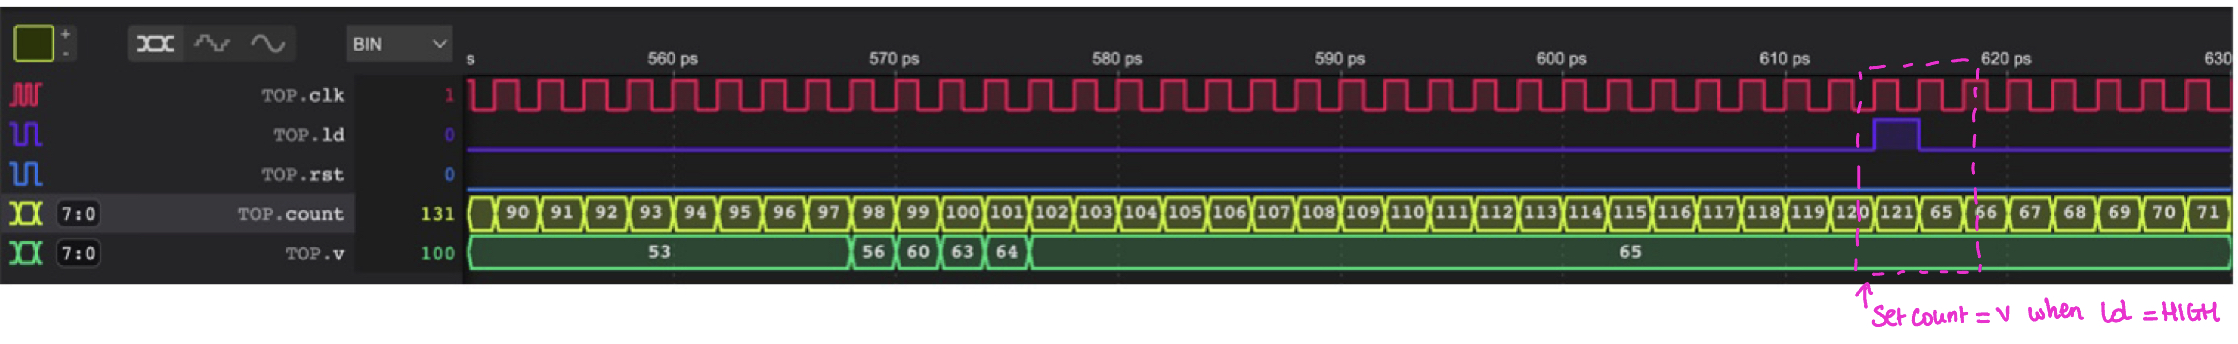 +
-
BIN
s 560 ps 570 ps 580 ps 590 ps 600 ps 610 ps 620 ps 630
TOP.clk 1
TOP.ld 0
TOP.rst 0
7:0 TOP.count 131 90 91 92 93 94 95 96 97 98 99 100 101 102 103 104 105 106 107 108 109 110 111 112 113 114 115 116 117 118 119 120 121 65 66 67 68 69 70 71
7:0 TOP.v 100 53 56 60 63 64 65
Set count = v when ld = HIGH